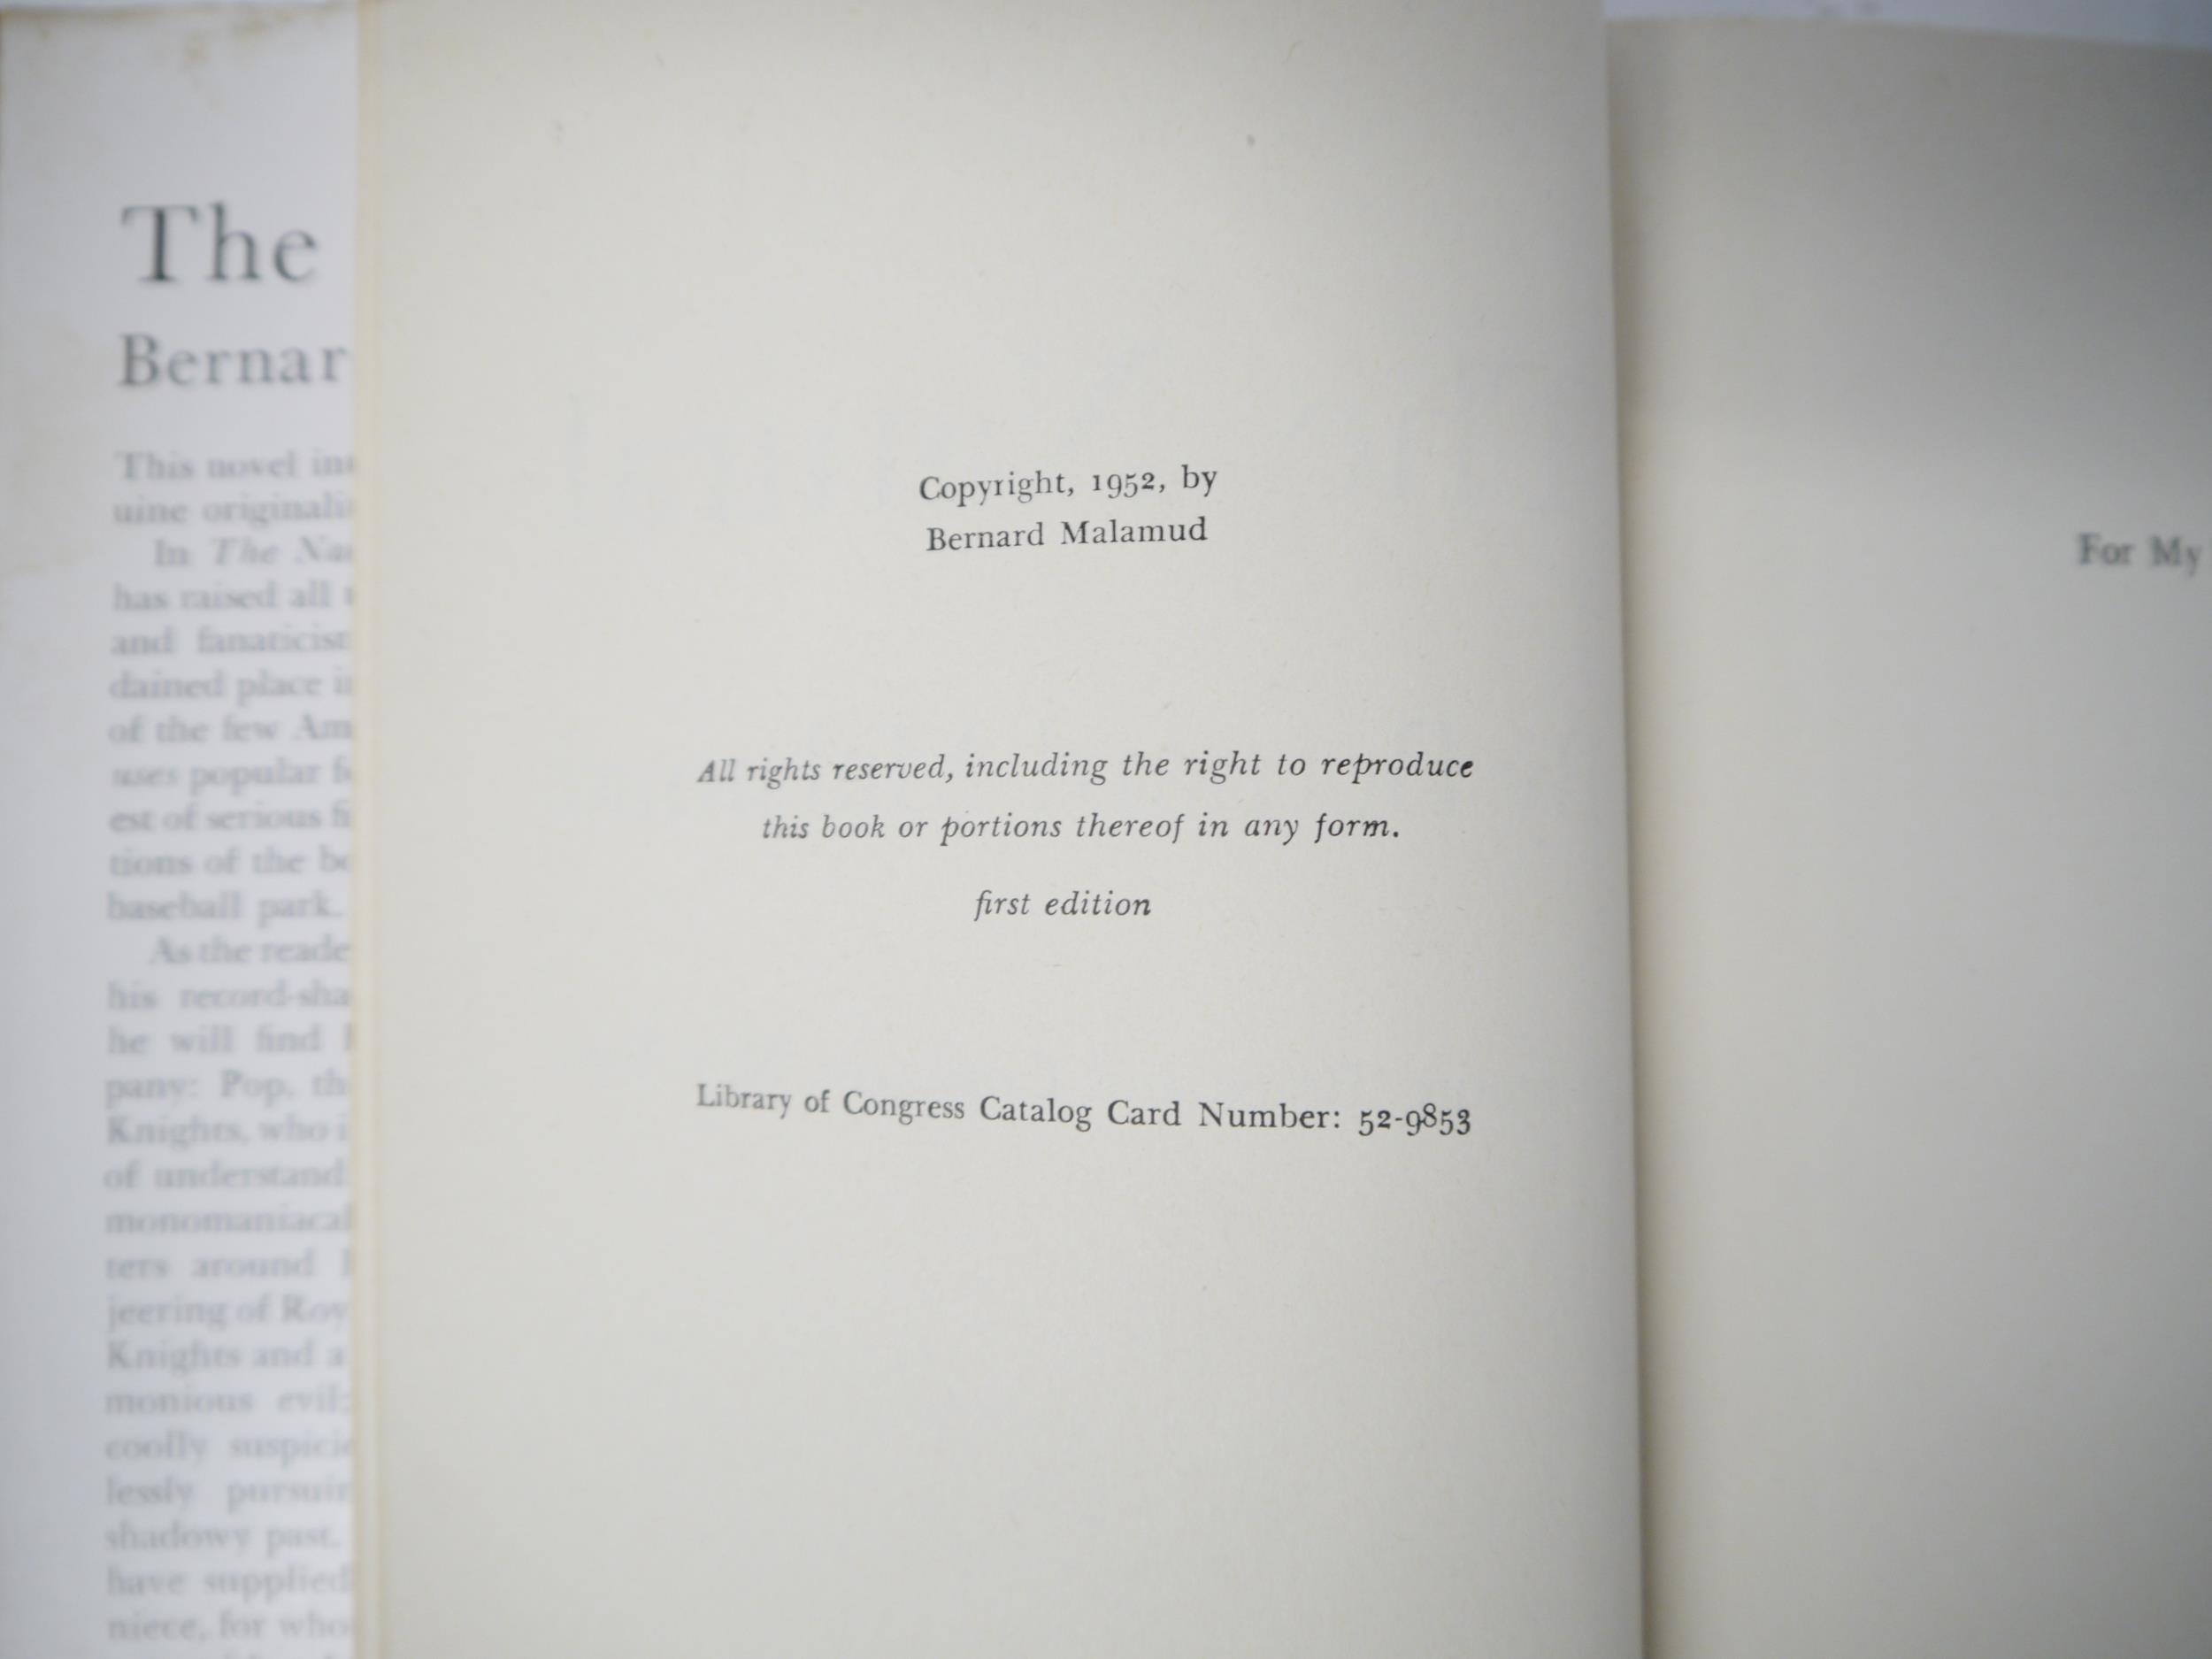 The
Bernar
This novel in
uine originali
In The Na
has raised all
and fanaticis
dained place i
of the few Am
uses popular f
est of serious fi
tions of the b
baseball park.
As the reade
his record-sha
he will find
pany: Pop, th
Knights, who i
of understand
monomaniacal
ters around
jeering of Roy
Knights and a
monious evil;
coolly suspici
lessly pursuin
shadowy past.
have supplied
niece, for who
Copyright, 1952, by
Bernard Malamud
All rights reserved, including the right to reproduce
this book or portions thereof in any form.
first edition
Library of Congress Catalog Card Number: 52-9853
For My